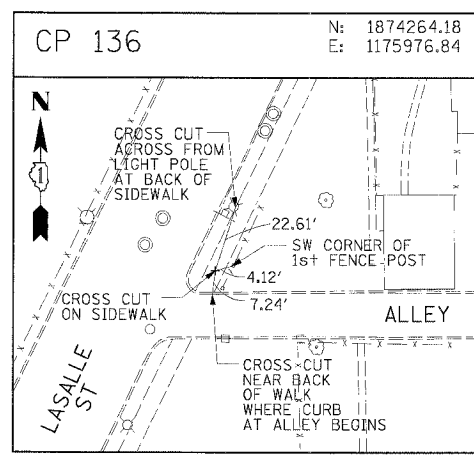 CP 136
N: 1874264.18
E: 1175976.84
N
1
CROSS CUT
ACROSS FROM
LIGHT POLE
AT BACK OF
SIDEWALK
22.61'
SW CORNER OF
1st FENCE POST
4.12'
7.24'
CROSS CUT
ON SIDEWALK
ALLEY
CROSS CUT
NEAR BACK
OF WALK
WHERE CURB
AT ALLEY BEGINS
LASALLE
ST